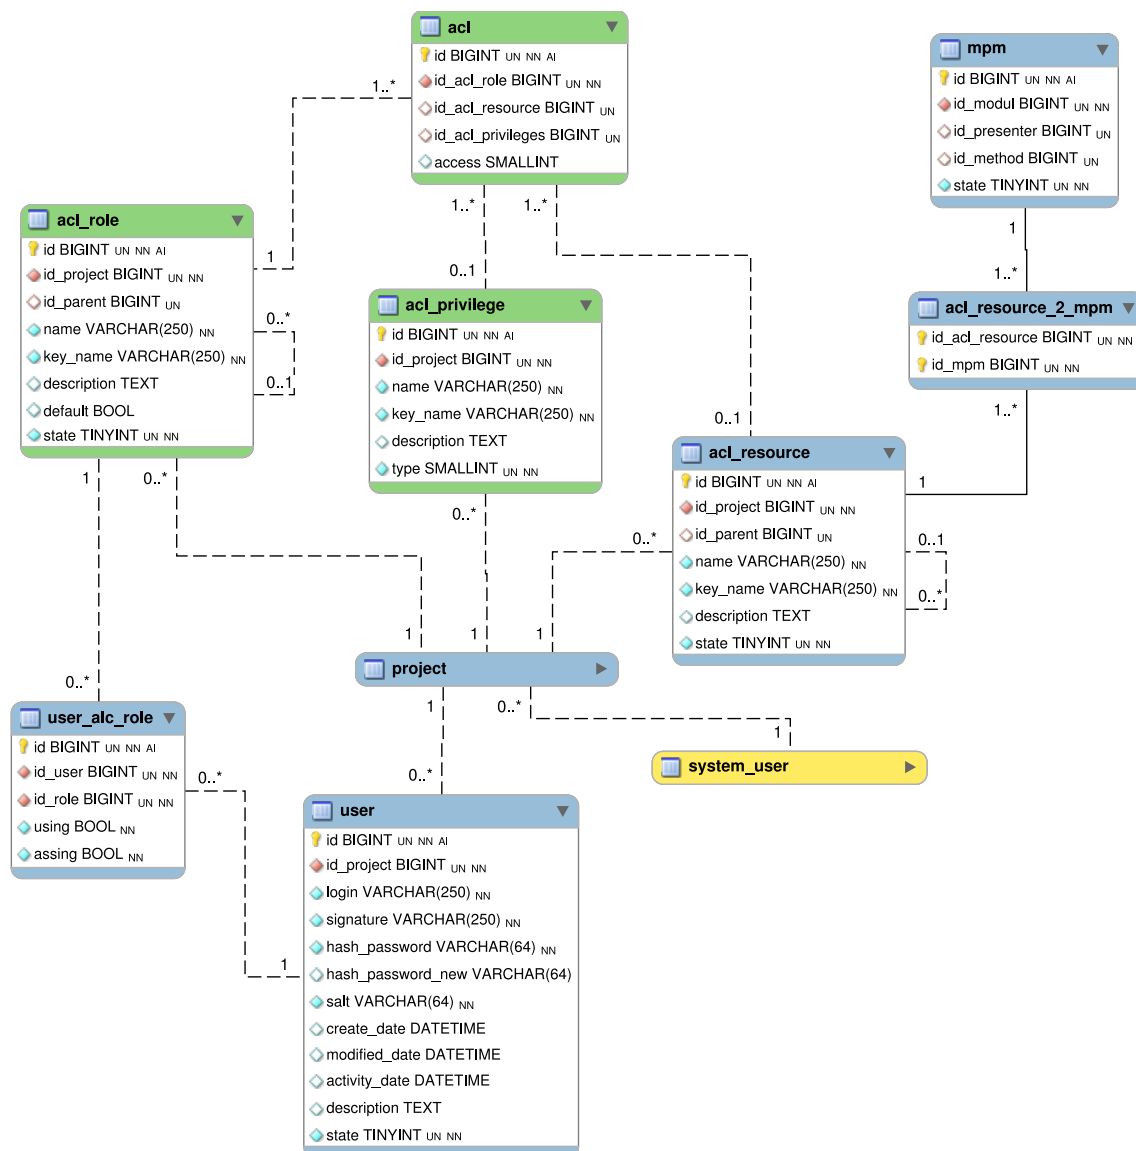 acl
id BIGINT UN NN AI
id_acl_role BIGINT UN NN
id_acl_resource BIGINT UN
id_acl_privileges BIGINT UN
access SMALLINT
mpm
id BIGINT UN NN AI
id_modul BIGINT UN NN
id_presenter BIGINT UN
id_method BIGINT UN
state TINYINT UN NN
1..*
1
1..*
1..*
0..1
0..1
1
1..*
acl_role
id BIGINT UN NN AI
id_project BIGINT UN NN
id_parent BIGINT UN
name VARCHAR(250) NN
key_name VARCHAR(250) NN
description TEXT
default BOOL
state TINYINT UN NN
0..*
0..1
acl_privilege
id BIGINT UN NN AI
id_project BIGINT UN NN
name VARCHAR(250) NN
key_name VARCHAR(250) NN
description TEXT
type SMALLINT UN NN
acl_resource_2_mpm
id_acl_resource BIGINT UN NN
id_mpm BIGINT UN NN
1..*
1
acl_resource
id BIGINT UN NN AI
id_project BIGINT UN NN
id_parent BIGINT UN
name VARCHAR(250) NN
key_name VARCHAR(250) NN
description TEXT
state TINYINT UN NN
0..1
0..*
1
0..*
0..*
0..*
1
1
1
project
0..*
1
0..*
0..*
1
system_user
user_alc_role
id BIGINT UN NN AI
id_user BIGINT UN NN
id_role BIGINT UN NN
using BOOL NN
assing BOOL NN
0..*
1
user
id BIGINT UN NN AI
id_project BIGINT UN NN
login VARCHAR(250) NN
signature VARCHAR(250) NN
hash_password VARCHAR(64) NN
hash_password_new VARCHAR(64)
salt VARCHAR(64) NN
create_date DATETIME
modified_date DATETIME
activity_date DATETIME
description TEXT
state TINYINT UN NN